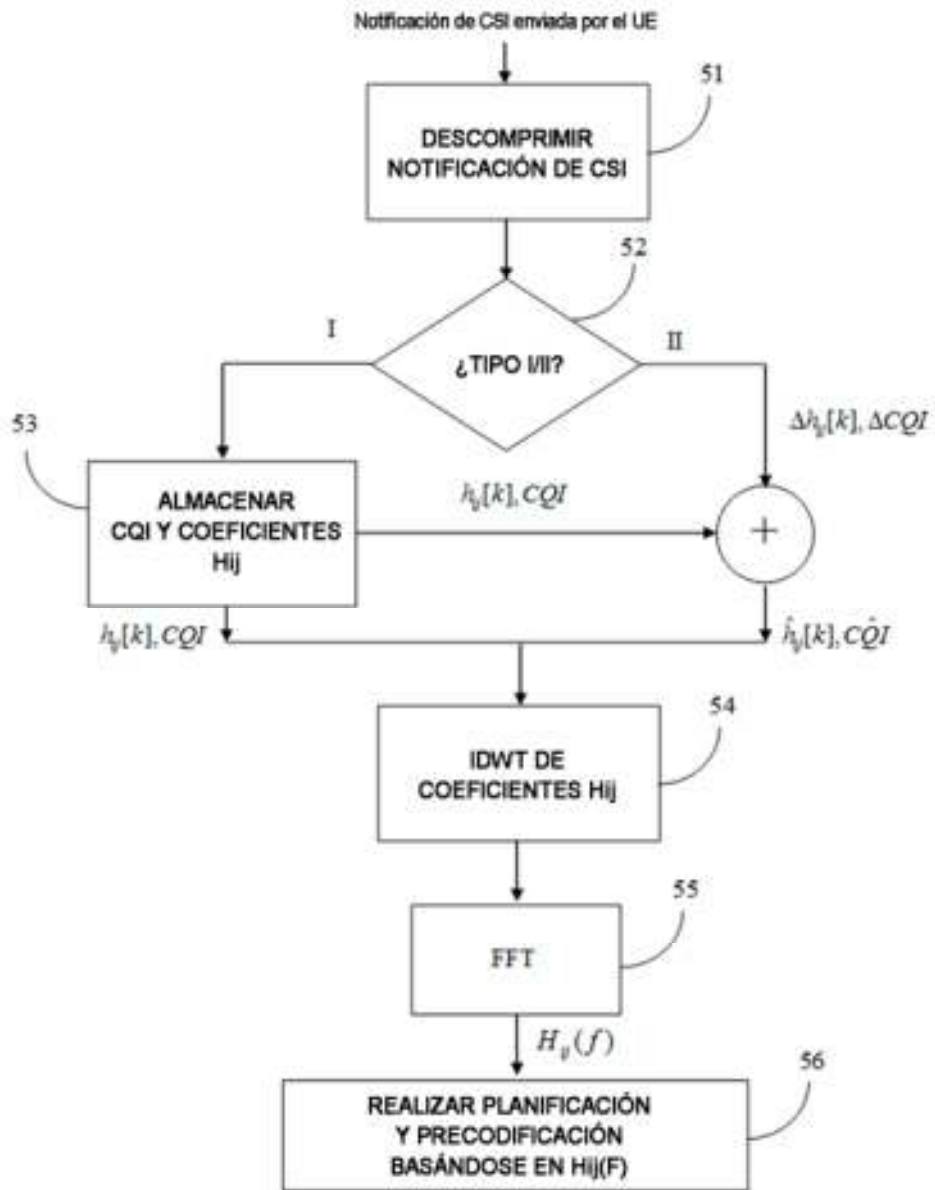 Notificación de CSI enviada por el UE
51
DESCOMPRIMIR
NOTIFICACIÓN DE CSI
52
I
II
¿TIPO I/II?
Δh_ij[k], ΔCQI
53
ALMACENAR
CQI Y COEFICIENTES
Hij
h_ij[k], CQI
+
h_ij[k], CQI
ĥ_ij[k], CQ̂I
54
IDWT DE
COEFICIENTES Hij
55
FFT
H_ij(f)
56
REALIZAR PLANIFICACIÓN
Y PRECODIFICACIÓN
BASÁNDOSE EN Hij(F)